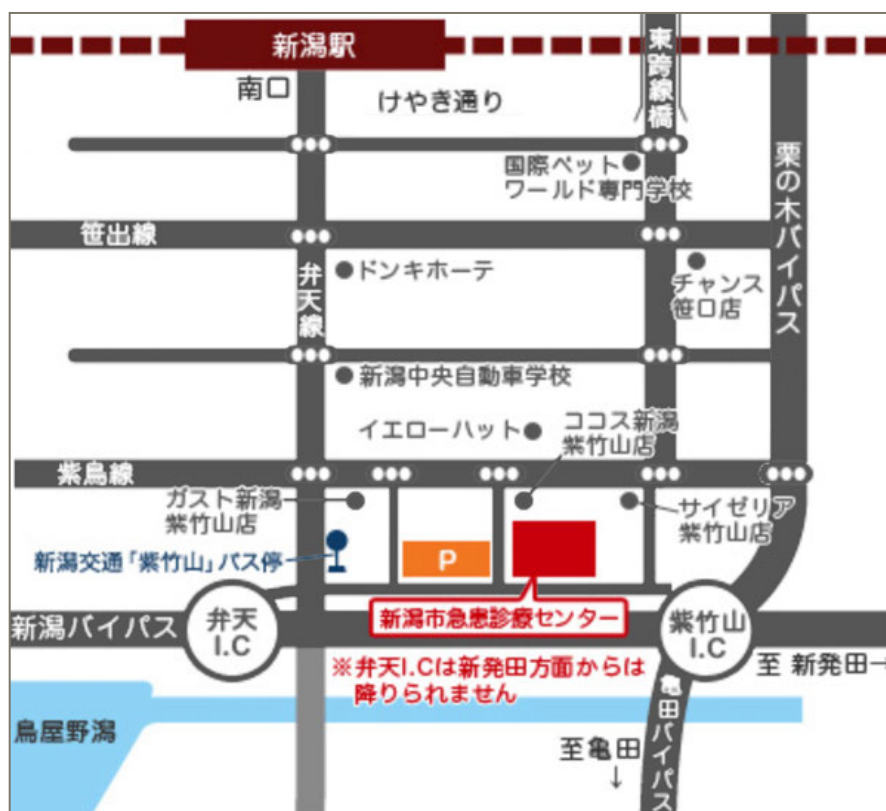 新潟駅
南口
けやき通り
東跨線橋
国際ペット
ワールド専門学校
栗の木バイパス
笹出線
弁天線
ドンキホーテ
チャンス
笹口店
新潟中央自動車学校
イエローハット
ココス新潟
紫竹山店
紫鳥線
ガスト新潟
紫竹山店
サイゼリア
紫竹山店
新潟交通「紫竹山」バス停
P
新潟市急患診療センター
新潟バイパス
弁天
I.C
紫竹山
I.C
※弁天I.Cは新発田方面からは
降りられません
至 新発田→
亀田バイパス
鳥屋野潟
至亀田
↓